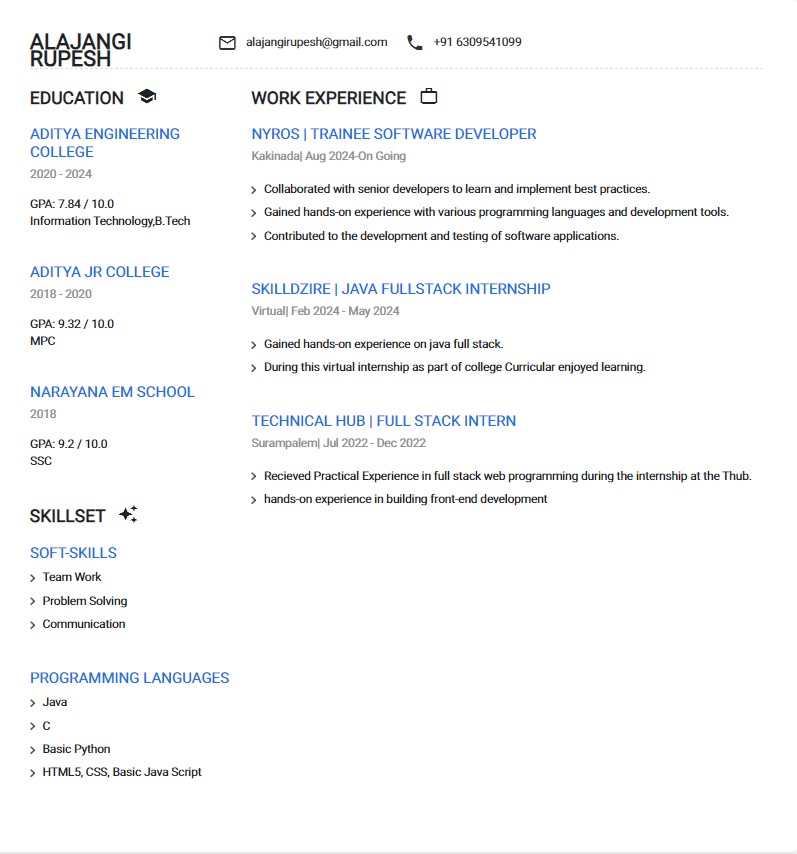 ALAJANGI
RUPESH
alajangirupesh@gmail.com
+91 6309541099
EDUCATION
ADITYA ENGINEERING
COLLEGE
2020 - 2024
GPA: 7.84 / 10.0
Information Technology,B.Tech
ADITYA JR COLLEGE
2018 - 2020
GPA: 9.32 / 10.0
MPC
NARAYANA EM SCHOOL
2018
GPA: 9.2 / 10.0
SSC
SKILLSET
SOFT-SKILLS
Team Work
Problem Solving
Communication
PROGRAMMING LANGUAGES
Java
C
Basic Python
HTML5, CSS, Basic Java Script
WORK EXPERIENCE
NYROS | TRAINEE SOFTWARE DEVELOPER
Kakinada| Aug 2024-On Going
Collaborated with senior developers to learn and implement best practices.
Gained hands-on experience with various programming languages and development tools.
Contributed to the development and testing of software applications.
SKILLDZIRE | JAVA FULLSTACK INTERNSHIP
Virtual| Feb 2024 - May 2024
Gained hands-on experience on java full stack.
During this virtual internship as part of college Curricular enjoyed learning.
TECHNICAL HUB | FULL STACK INTERN
Surampalem| Jul 2022 - Dec 2022
Recieved Practical Experience in full stack web programming during the internship at the Thub.
hands-on experience in building front-end development